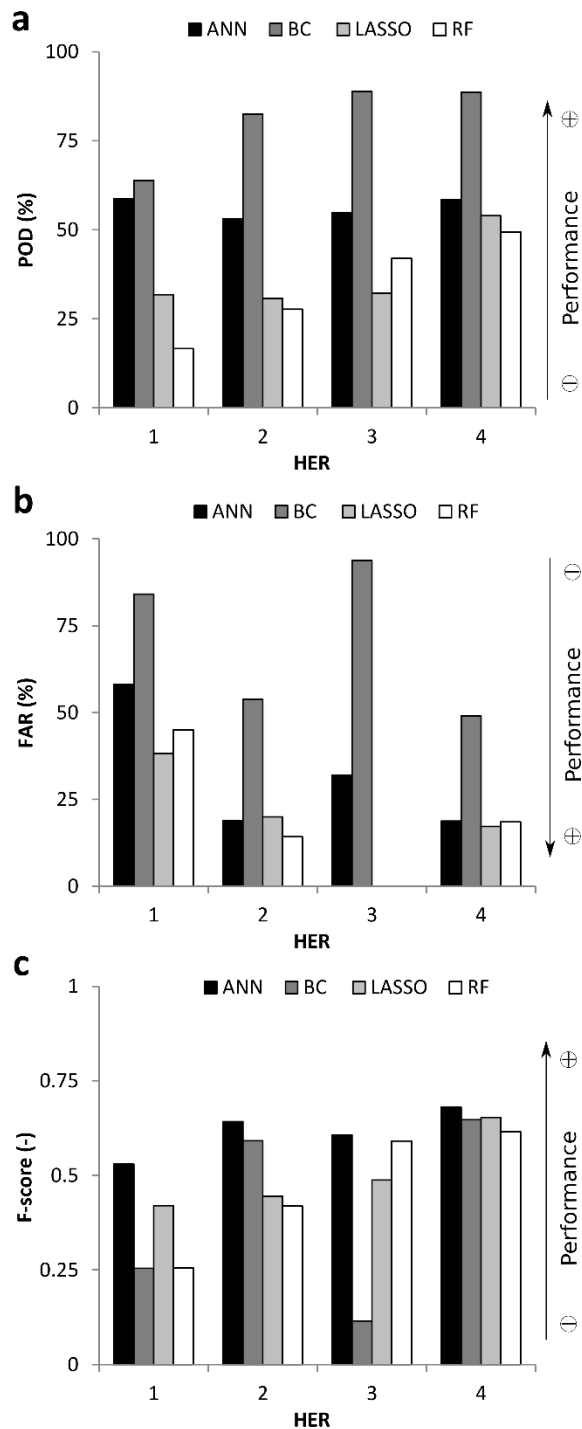 a
ANN BC LASSO RF
100
75
50
25
0
POD (%)
1 2 3 4
HER
⊕
Performance
⊖
b
ANN BC LASSO RF
100
75
50
25
0
FAR (%)
1 2 3 4
HER
⊖
Performance
⊕
c
ANN BC LASSO RF
1
0.75
0.5
0.25
0
F-score (-)
1 2 3 4
HER
⊕
Performance
⊖